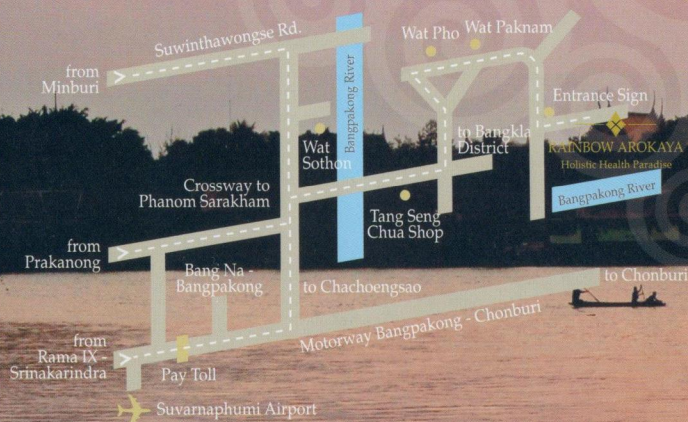 Suwinthawongse Rd.
from
Minburi
Bangpakong River
Wat Pho
Wat Paknam
Entrance Sign
Wat
Sothon
to Bangkla
District
RAINBOW AROKAYA
Holistic Health Paradise
Bangpakong River
Crossway to
Phanom Sarakham
Tang Seng
Chua Shop
from
Prakanong
Bang Na -
Bangpakong
to Chachoengsao
to Chonburi
Motorway Bangpakong - Chonburi
from
Rama IX -
Srinakarindra
Pay Toll
Suvarnaphumi Airport